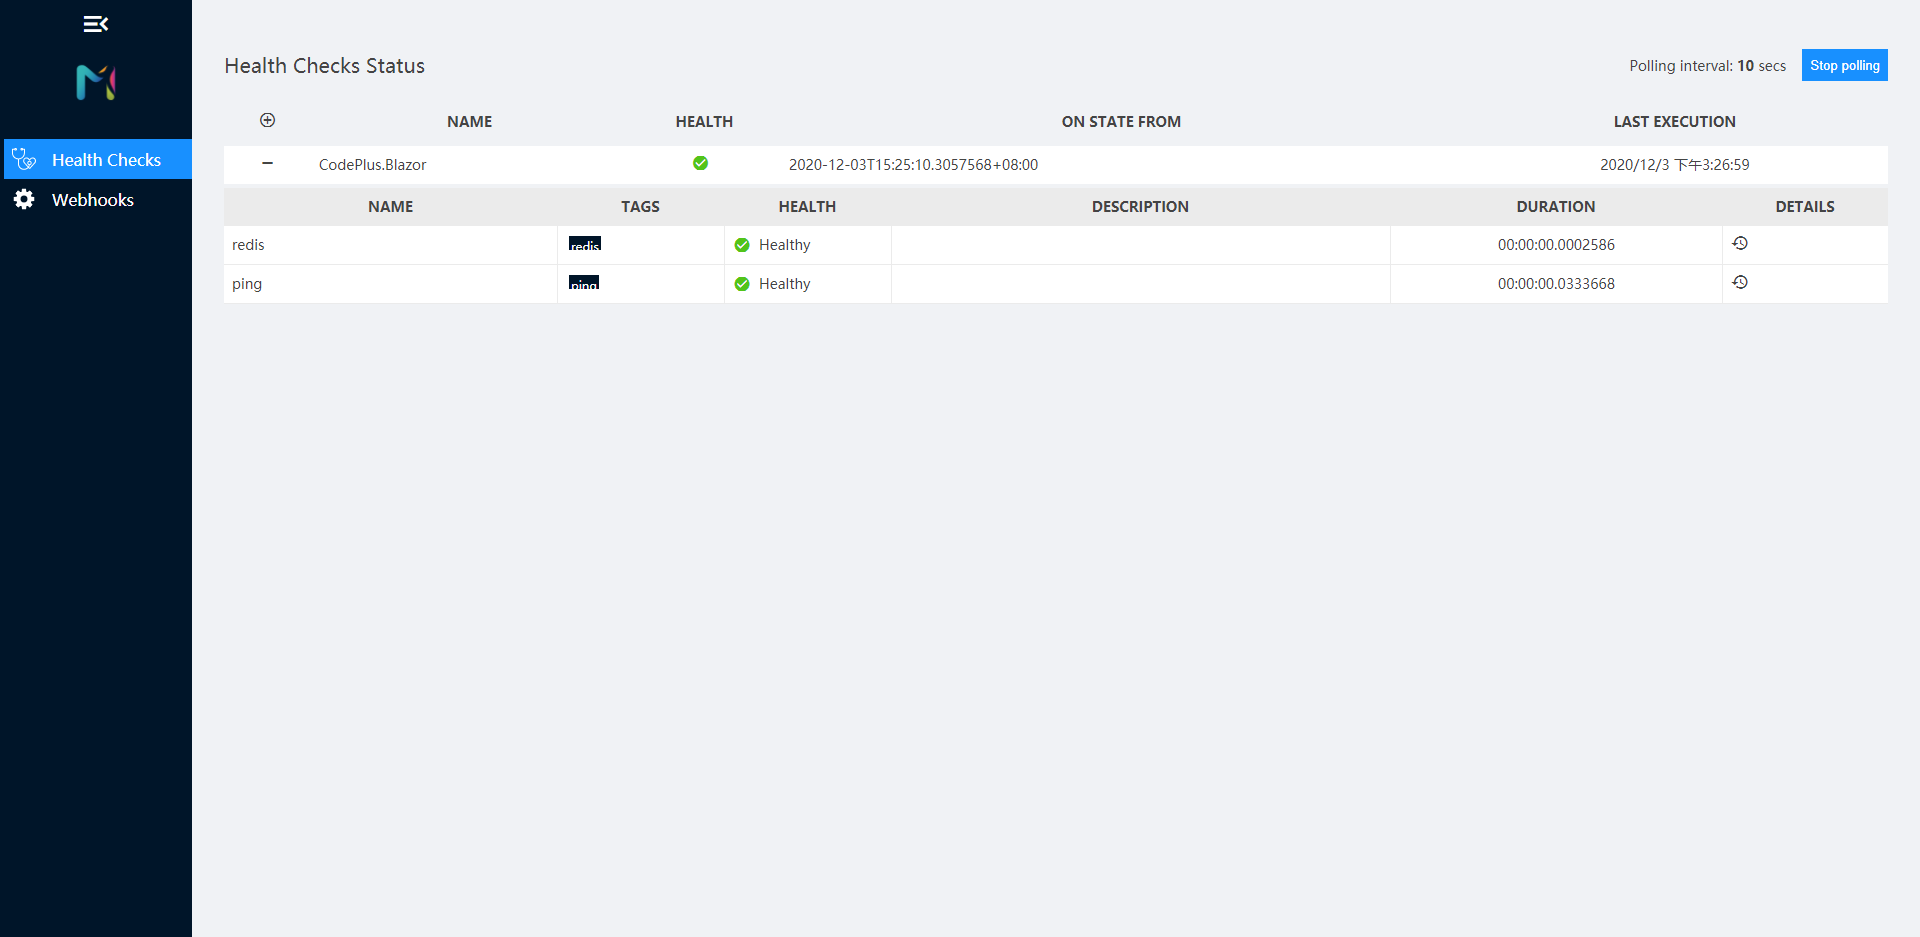 Health Checks Status
Polling interval: 10 secs Stop polling
Health Checks
Webhooks
NAME HEALTH ON STATE FROM LAST EXECUTION
CodePlus.Blazor 2020-12-03T15:25:10.3057568+08:00 2020/12/3 下午3:26:59
NAME TAGS HEALTH DESCRIPTION DURATION DETAILS
redis redis Healthy 00:00:00.0002586
ping ping Healthy 00:00:00.0333668